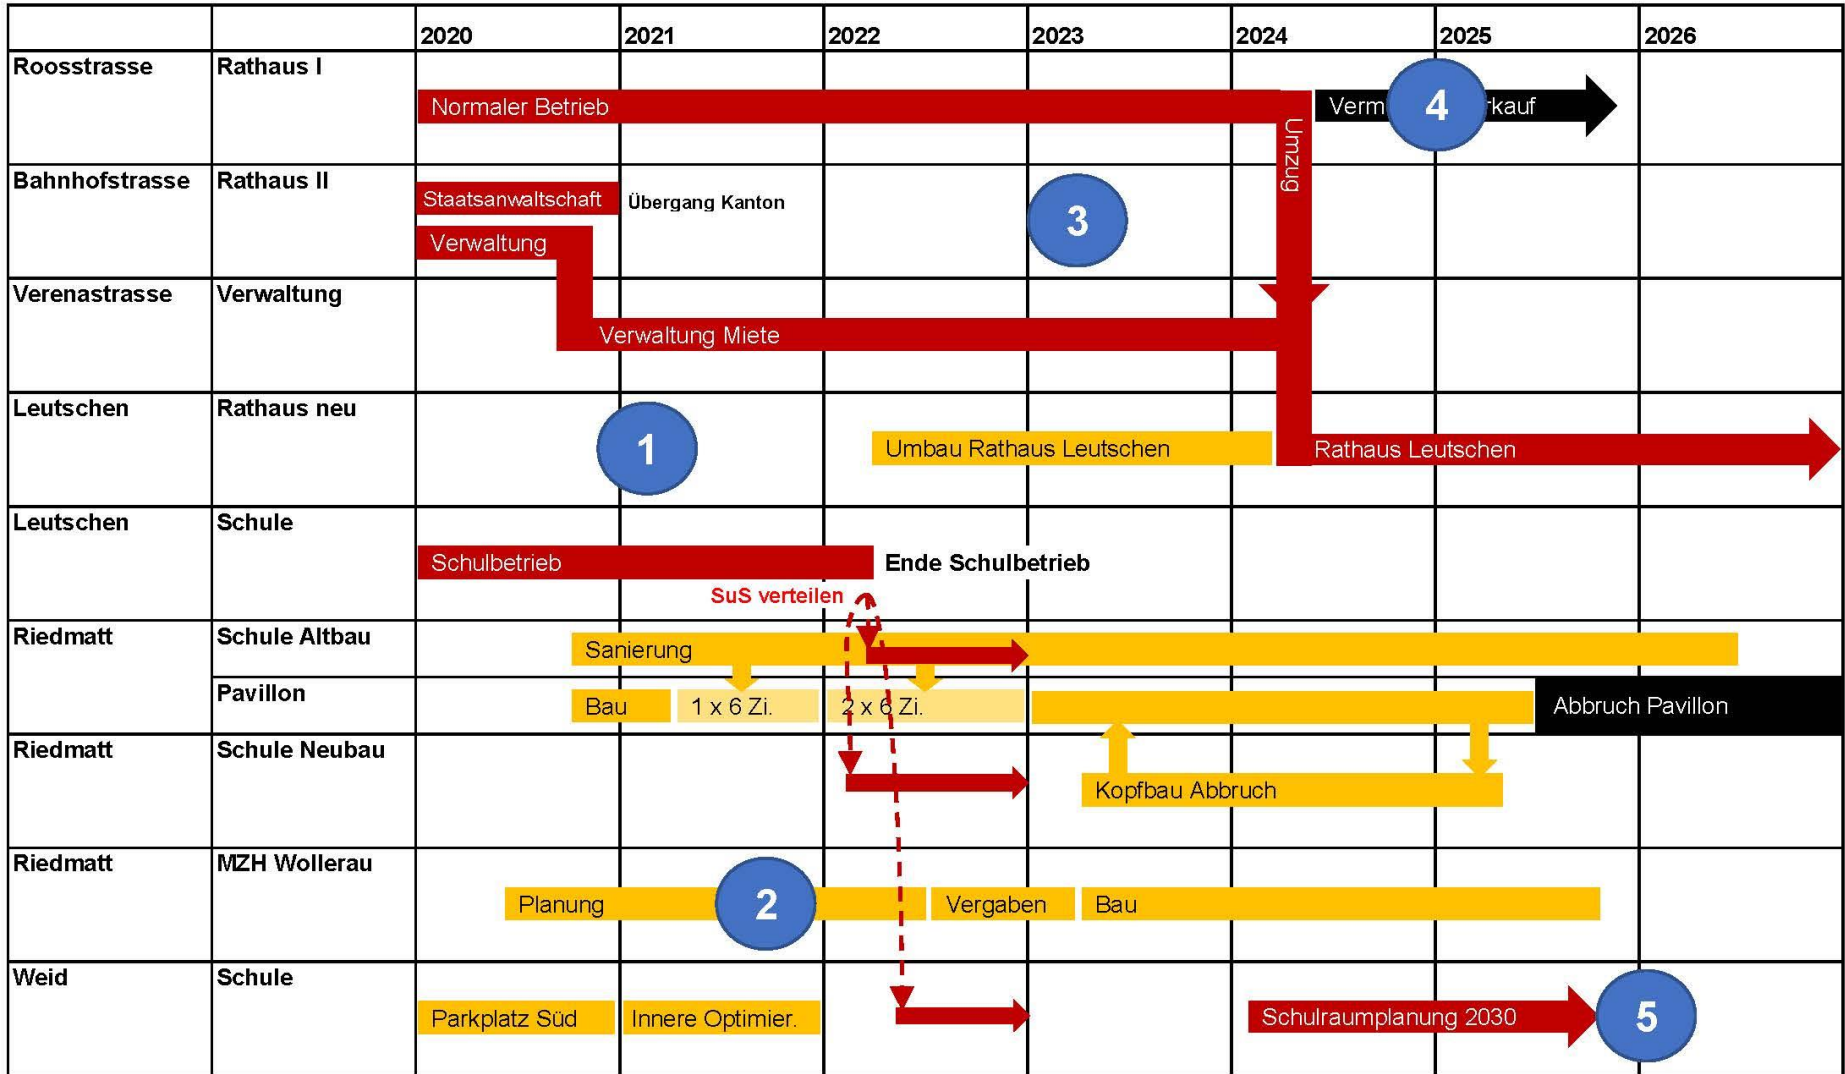 2020 2021 2022 2023 2024 2025 2026
Roosstrasse Rathaus I
Normaler Betrieb
Umzug
4
Bahnhofstrasse Rathaus II
Staatsanwaltschaft Übergang Kanton
3
Verwaltung
Verenastrasse Verwaltung
Verwaltung Miete
Leutschen Rathaus neu
1
Umbau Rathaus Leutschen
Rathaus Leutschen
Leutschen Schule
Schulbetrieb Ende Schulbetrieb
SuS verteilen
Riedmatt Schule Altbau
Sanierung
Pavillon
Bau 1 x 6 Zi. 2 x 6 Zi. Abbruch Pavillon
Riedmatt Schule Neubau
Kopfbau Abbruch
Riedmatt MZH Wollerau
Planung 2 Vergaben Bau
Weid Schule
Parkplatz Süd Innere Optimier. Schulraumplanung 2030 5